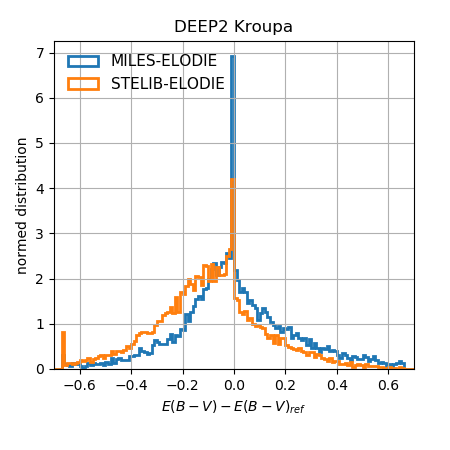 DEEP2 Kroupa
7
6
5
4
3
2
1
0
normed distribution
MILES-ELODIE
STELIB-ELODIE
−0.6 −0.4 −0.2 0.0 0.2 0.4 0.6
E(B − V) − E(B − V)ref